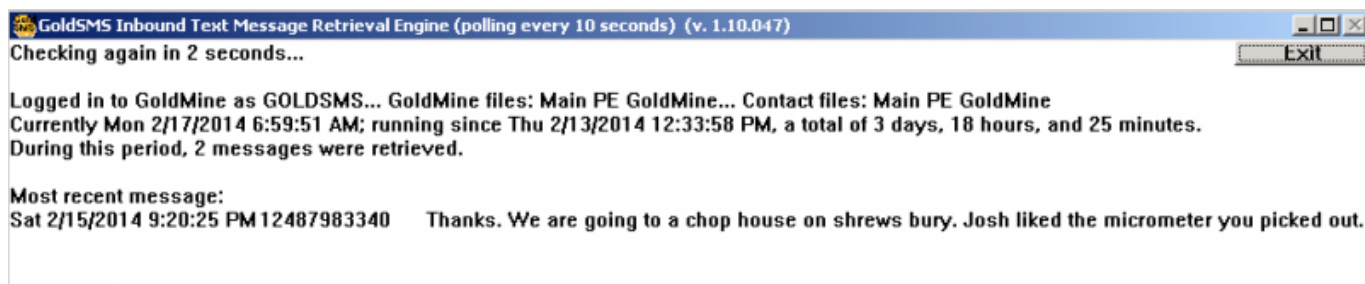 GoldSMS Inbound Text Message Retrieval Engine (polling every 10 seconds) (v. 1.10.047)
Checking again in 2 seconds...
Exit
Logged in to GoldMine as GOLDSMS... GoldMine files: Main PE GoldMine... Contact files: Main PE GoldMine
Currently Mon 2/17/2014 6:59:51 AM; running since Thu 2/13/2014 12:33:58 PM, a total of 3 days, 18 hours, and 25 minutes.
During this period, 2 messages were retrieved.
Most recent message:
Sat 2/15/2014 9:20:25 PM 12487983340 Thanks. We are going to a chop house on shrews bury. Josh liked the micrometer you picked out.